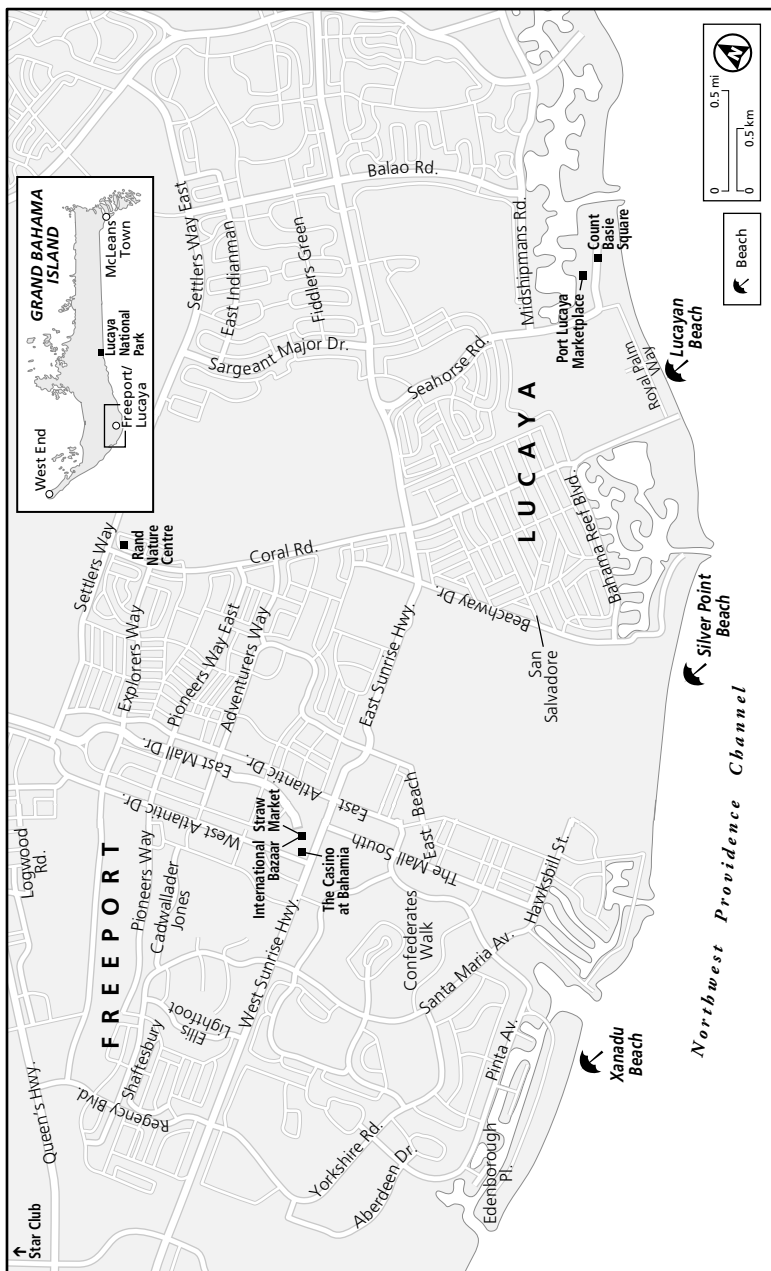 ↑
Star Club
Queen's Hwy.
Logwood
Rd.
FREEPORT
Regency Blvd.
Shaftesbury
Ellis
Lightfoot
Pioneers Way
Cadwallader
Jones
West Atlantic Dr.
East Mall Dr.
Settlers Way
Explorers Way
Pioneers Way East
Adventurers Way
Rand
Nature
Centre
Coral Rd.
International
Bazaar
Straw
Market
The Casino
at Bahamia
West Sunrise Hwy.
East Sunrise Hwy.
East Atlantic Dr.
The Mall South
East Beach
Confederates
Walk
Santa Maria Av.
Hawksbill St.
Yorkshire Rd.
Aberdeen Dr.
Edenborough
Pl.
Pinta Av.
Xanadu
Beach
GRAND BAHAMA
ISLAND
West End
Freeport/
Lucaya
Lucaya
National
Park
McLeans
Town
Settlers Way East
East Indianman
Fiddlers Green
Sargeant Major Dr.
Balao Rd.
Midshipmans Rd.
Seahorse Rd.
LUCAYA
Beachway Dr.
San
Salvadore
Bahama Reef Blvd.
Port Lucaya
Marketplace
Count
Basie
Square
Royal Palm
Way
Lucayan
Beach
Silver Point
Beach
Northwest Providence Channel
Beach
0 0.5 mi
0 0.5 km
N